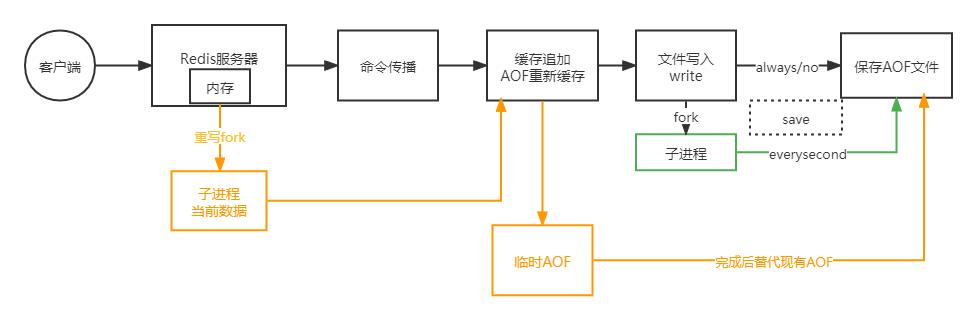 客户端
Redis服务器
内存
命令传播
缓存追加
AOF重新缓存
文件写入
write
always/no
保存AOF文件
save
fork
子进程
everysecond
重写fork
子进程
当前数据
临时AOF
完成后替代现有AOF